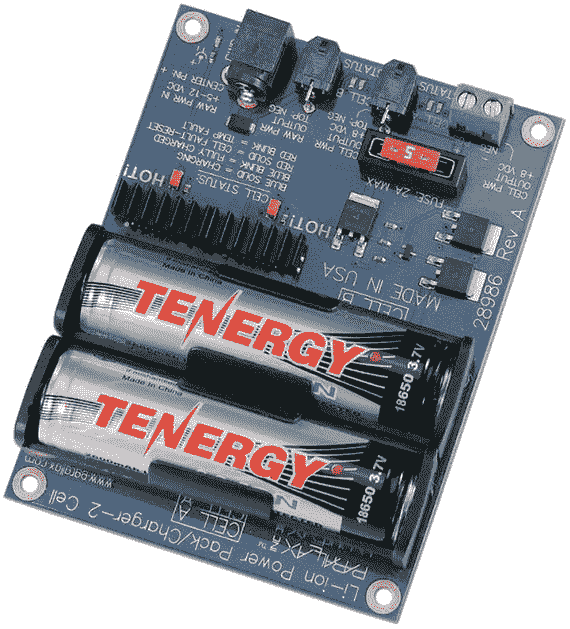 +5-12 VDC
CENTER PIN +
RAW PWR IN
RAW PWR
OUTPUT
TOP NEG
CELL PWR
OUTPUT
+8 VDC
TOP NEG
CELL PWR
OUTPUT
+8 VDC
FUSE-2A MAX
5
CELL STATUS:
BLUE SOLID = CHARGING
BLUE BLINK = FULLY CHARGED
RED SOLID = CELL FAULT-RESET
RED BLINK = TEMP FAULT
HOT!
HOT!
CELL B
MADE IN USA
28986 Rev A
Made in China
TENERGY®
18650 3.7V
Made in China
TENERGY®
18650 3.7V
www.parallax.com
CELL A
PARALLAX™
Li-ion Power Pack/Charger-2 Cell